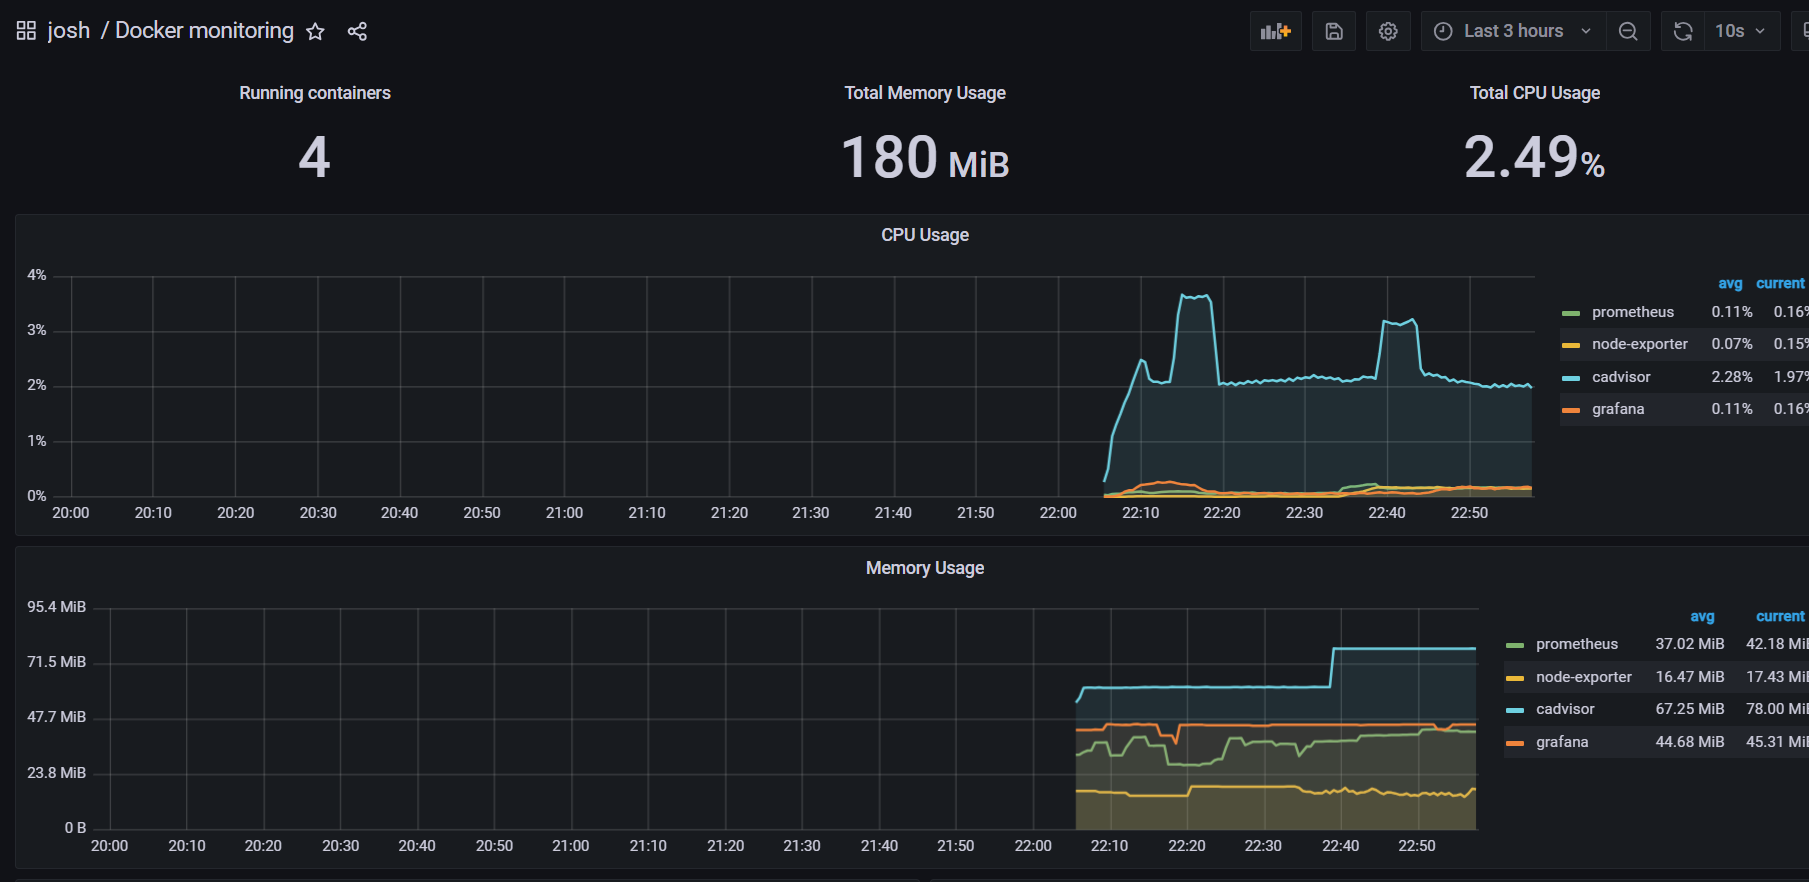 josh / Docker monitoring
Last 3 hours
10s
Running containers
4
Total Memory Usage
180 MiB
Total CPU Usage
2.49%
CPU Usage
4%
3%
2%
1%
0%
20:00 20:10 20:20 20:30 20:40 20:50 21:00 21:10 21:20 21:30 21:40 21:50 22:00 22:10 22:20 22:30 22:40 22:50
avg current
prometheus 0.11% 0.16%
node-exporter 0.07% 0.15%
cadvisor 2.28% 1.97%
grafana 0.11% 0.16%
Memory Usage
95.4 MiB
71.5 MiB
47.7 MiB
23.8 MiB
0 B
20:00 20:10 20:20 20:30 20:40 20:50 21:00 21:10 21:20 21:30 21:40 21:50 22:00 22:10 22:20 22:30 22:40 22:50
avg current
prometheus 37.02 MiB 42.18 MiB
node-exporter 16.47 MiB 17.43 MiB
cadvisor 67.25 MiB 78.00 MiB
grafana 44.68 MiB 45.31 MiB